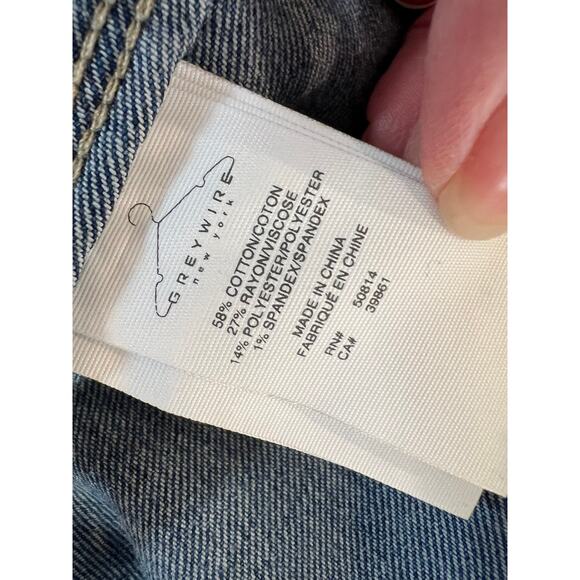 GREYWIRE
new york
58% COTTON/COTON
27% RAYON/VISCOSE
14% POLYESTER/POLYESTER
1% SPANDEX/SPANDEX
MADE IN CHINA
FABRIQUÉ EN CHINE
RN# 50814
CA# 39861